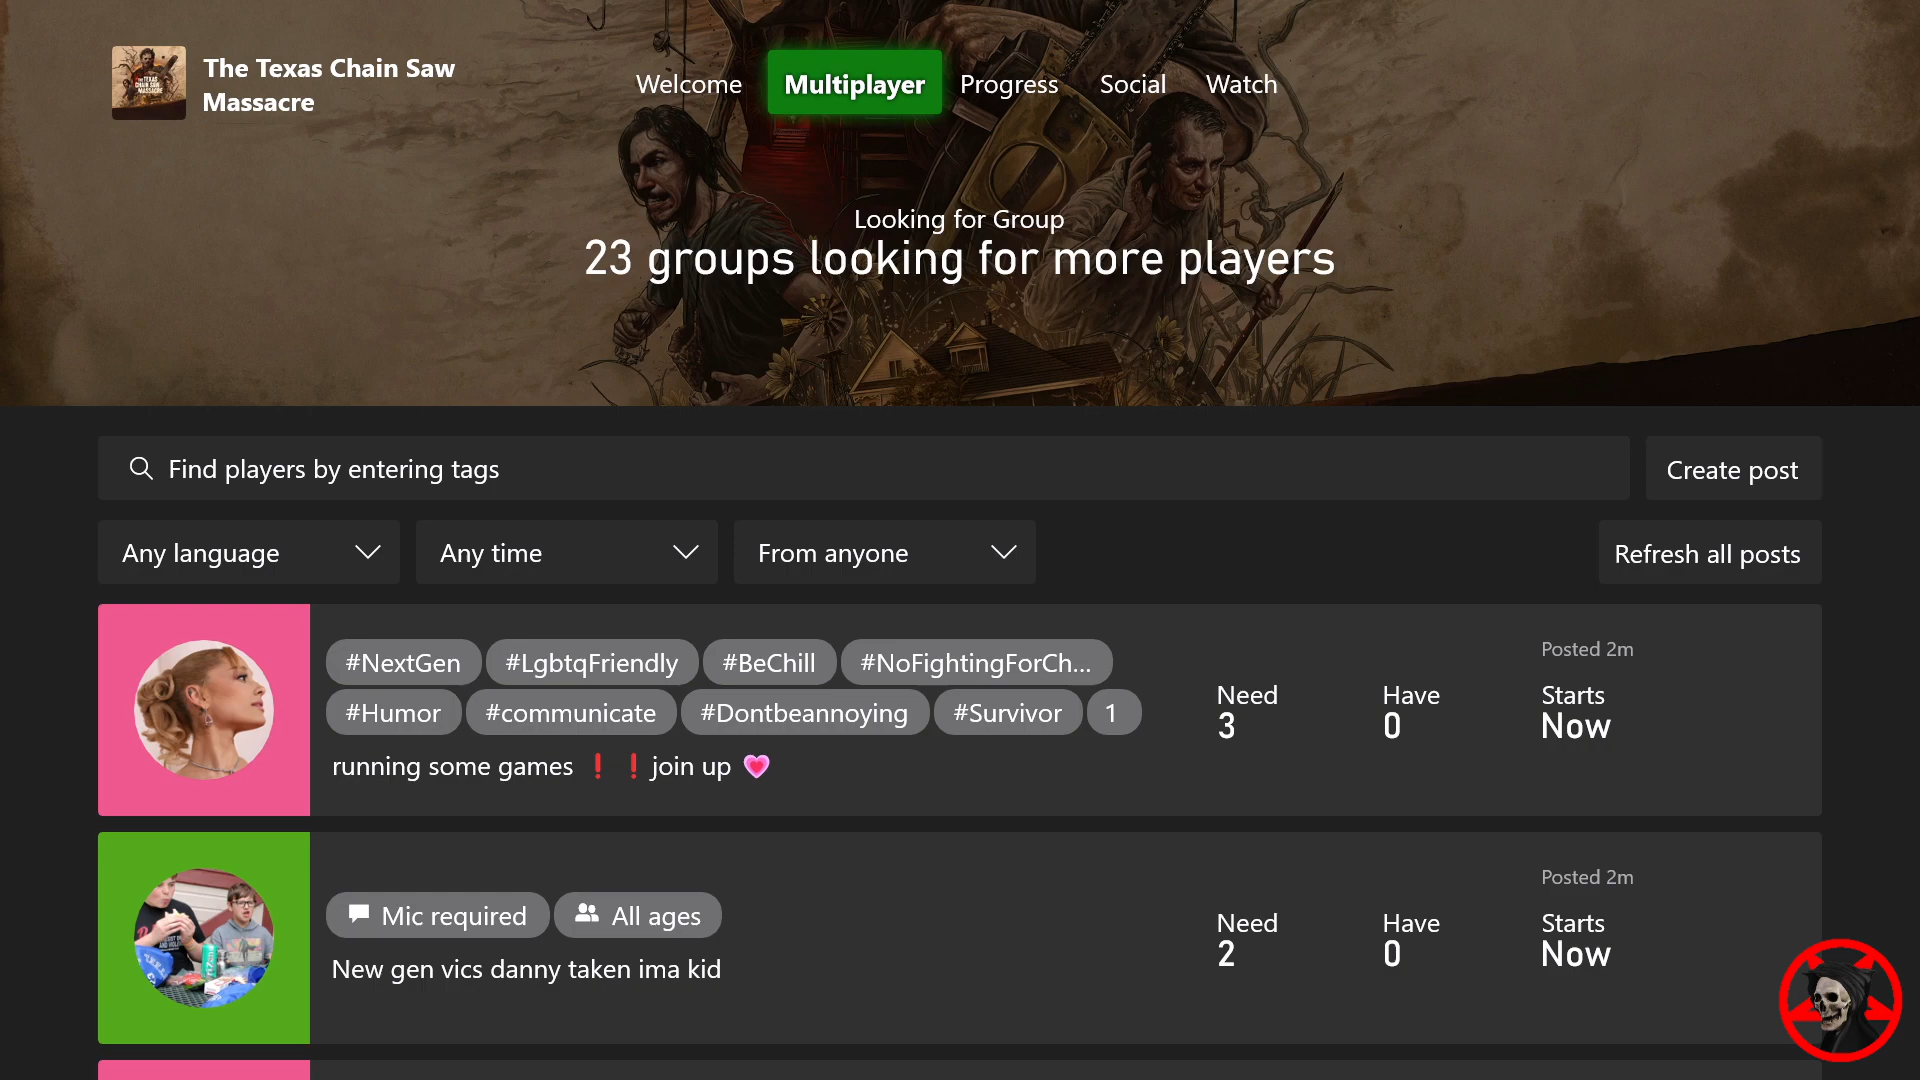 The Texas Chain Saw
Massacre
Welcome
Multiplayer
Progress
Social
Watch
Looking for Group
23 groups looking for more players
Find players by entering tags
Create post
Any language
Any time
From anyone
Refresh all posts
#NextGen
#LgbtqFriendly
#BeChill
#NoFightingForCh...
#Humor
#communicate
#Dontbeannoying
#Survivor
1
running some games ❗ ❗ join up 💗
Need
3
Have
0
Posted 2m
Starts
Now
Mic required
All ages
New gen vics danny taken ima kid
Need
2
Have
0
Posted 2m
Starts
Now